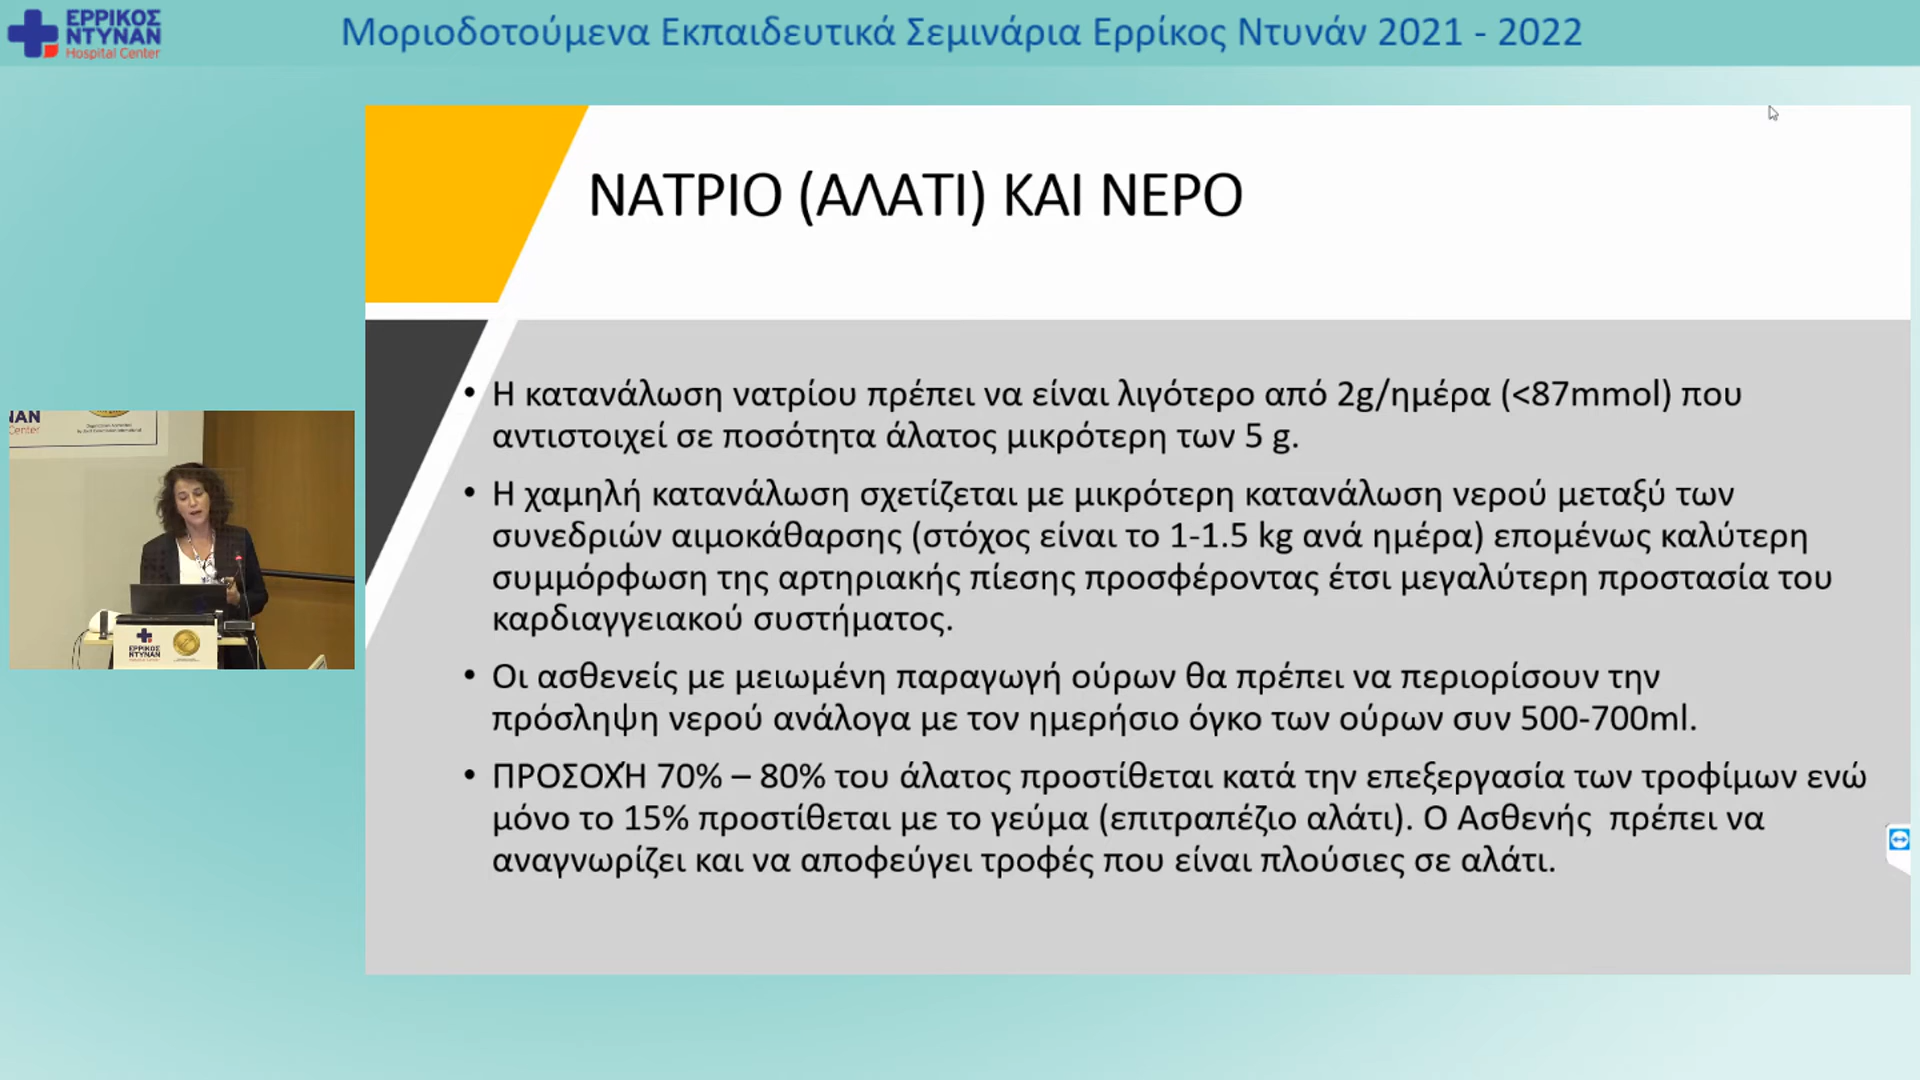 ΕΡΡΙΚΟΣ
ΝΤΥΝΑΝ
Hospital Center
Μοριοδοτούμενα Εκπαιδευτικά Σεμινάρια Ερρίκος Ντυνάν 2021 - 2022
ΝΑΤΡΙΟ (ΑΛΑΤΙ) ΚΑΙ ΝΕΡΟ
• Η κατανάλωση νατρίου πρέπει να είναι λιγότερο από 2g/ημέρα (<87mmol) που
αντιστοιχεί σε ποσότητα άλατος μικρότερη των 5 g.
• Η χαμηλή κατανάλωση σχετίζεται με μικρότερη κατανάλωση νερού μεταξύ των
συνεδριών αιμοκάθαρσης (στόχος είναι το 1-1.5 kg ανά ημέρα) επομένως καλύτερη
συμμόρφωση της αρτηριακής πίεσης προσφέροντας έτσι μεγαλύτερη προστασία του
καρδιαγγειακού συστήματος.
• Οι ασθενείς με μειωμένη παραγωγή ούρων θα πρέπει να περιορίσουν την
πρόσληψη νερού ανάλογα με τον ημερήσιο όγκο των ούρων συν 500-700ml.
• ΠΡΟΣΟΧΉ 70% – 80% του άλατος προστίθεται κατά την επεξεργασία των τροφίμων ενώ
μόνο το 15% προστίθεται με το γεύμα (επιτραπέζιο αλάτι). Ο Ασθενής πρέπει να
αναγνωρίζει και να αποφεύγει τροφές που είναι πλούσιες σε αλάτι.
ΝΑΝ
Center
ΕΡΡΙΚΟΣ
ΝΤΥΝΑΝ